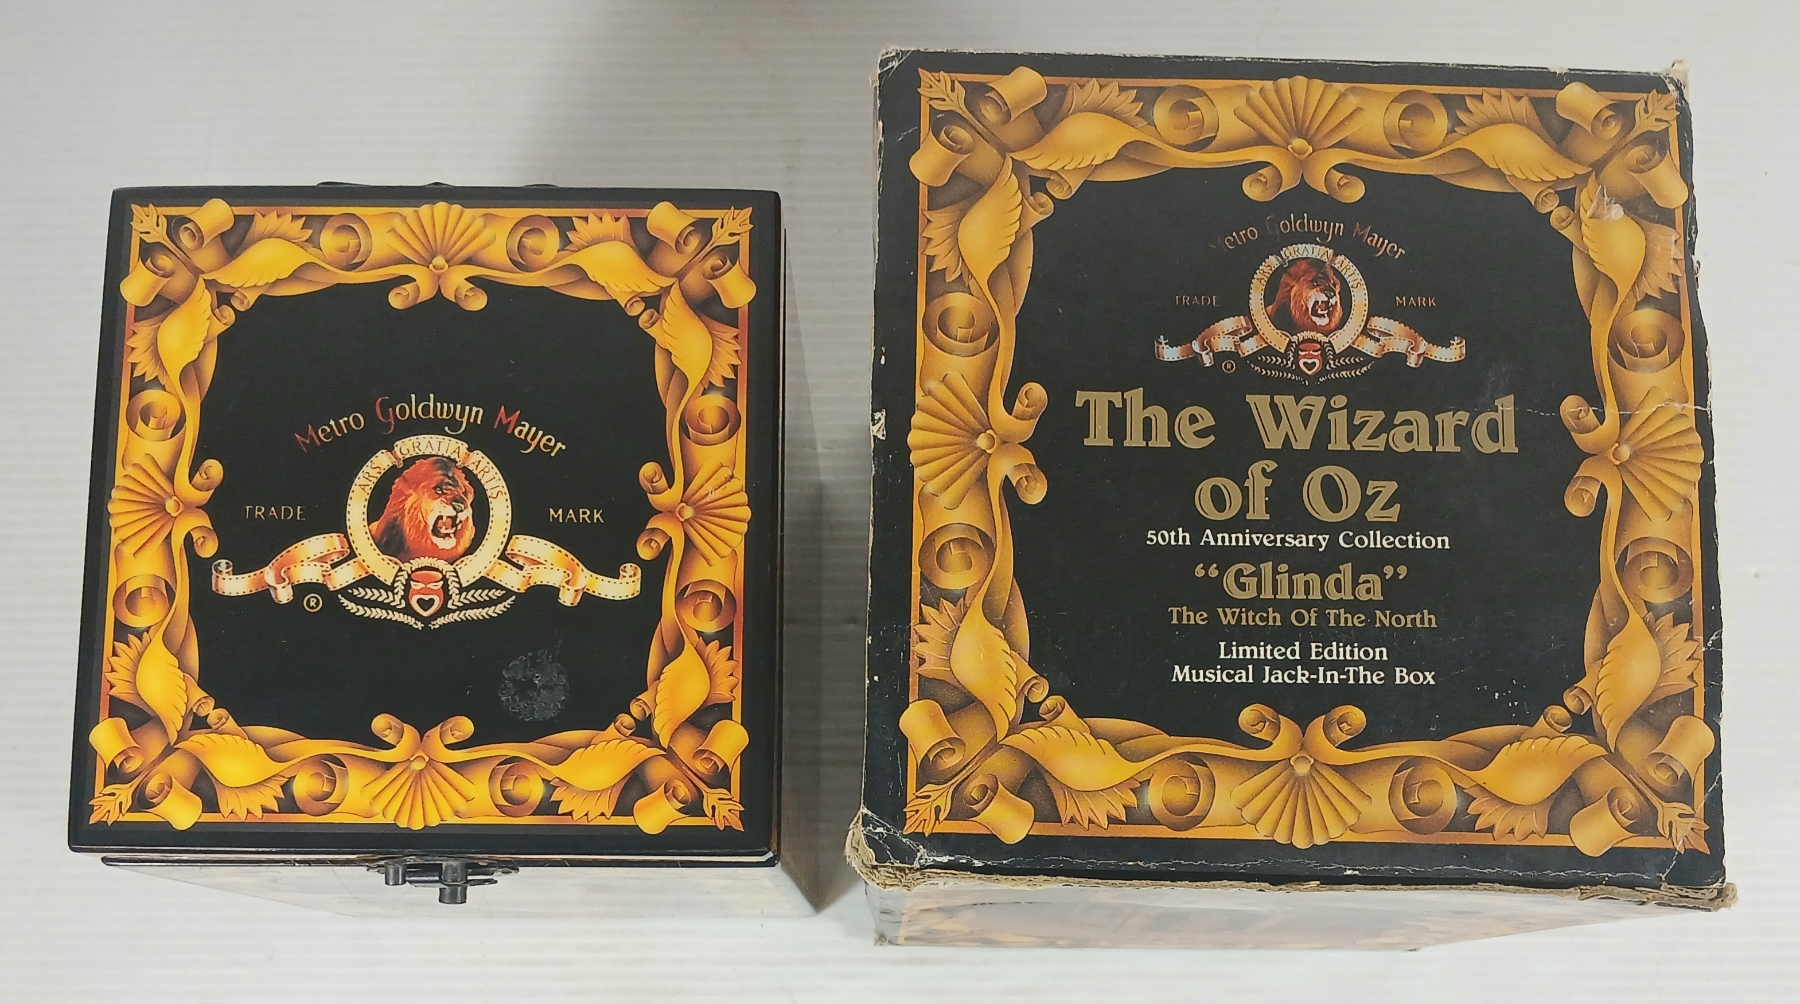 Metro Goldwyn Mayer
ARS GRATIA ARTIS
TRADE MARK
®
Metro Goldwyn Mayer
ARS GRATIA ARTIS
TRADE MARK
®
The Wizard
of Oz
50th Anniversary Collection
“Glinda”
The Witch Of The North
Limited Edition
Musical Jack-In-The Box